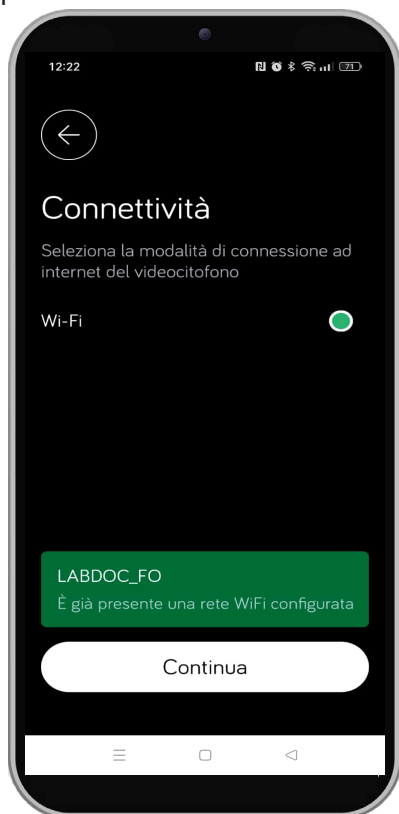 12:22
71
Connettività
Seleziona la modalità di connessione ad
internet del videocitofono
Wi-Fi
LABDOC_FO
È già presente una rete WiFi configurata
Continua